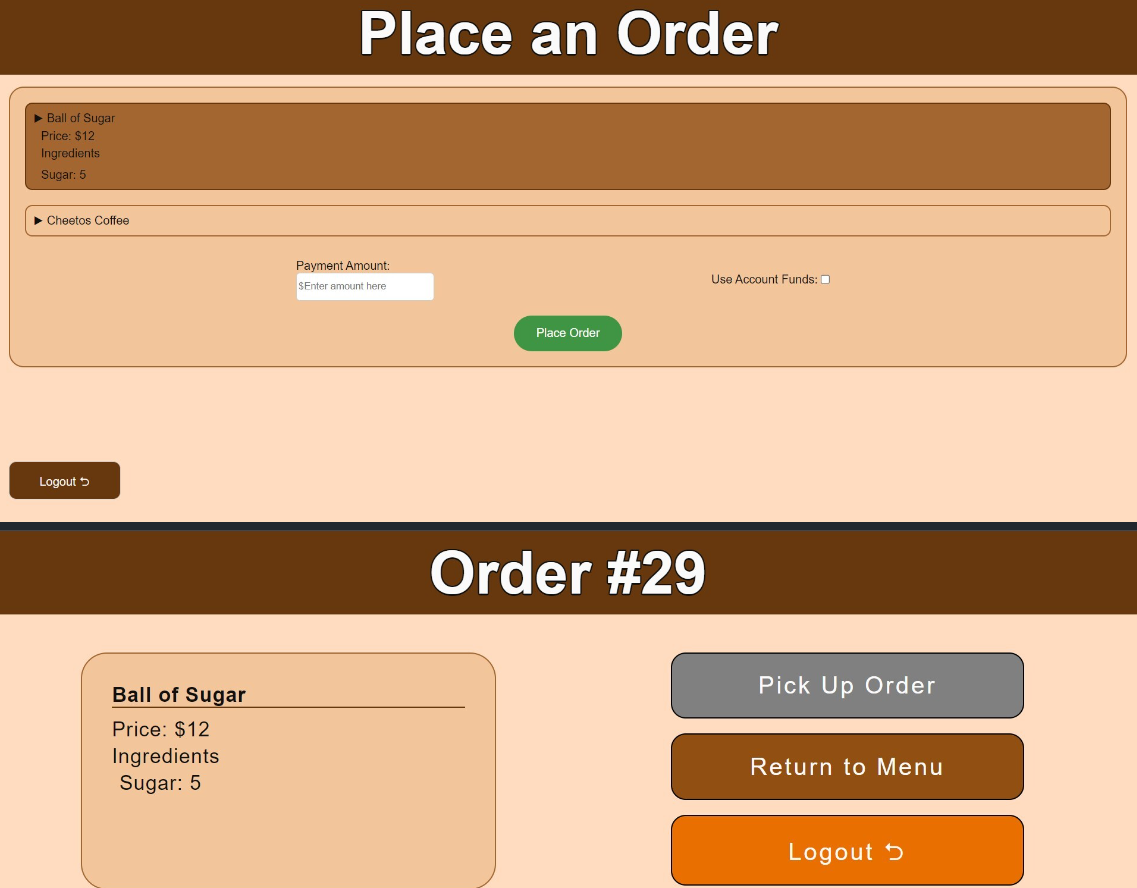 Place an Order
▶ Ball of Sugar
Price: $12
Ingredients
Sugar: 5
▶ Cheetos Coffee
Payment Amount:
$Enter amount here
Use Account Funds:
Place Order
Logout ⮌
Order #29
Ball of Sugar
Price: $12
Ingredients
Sugar: 5
Pick Up Order
Return to Menu
Logout ⮌